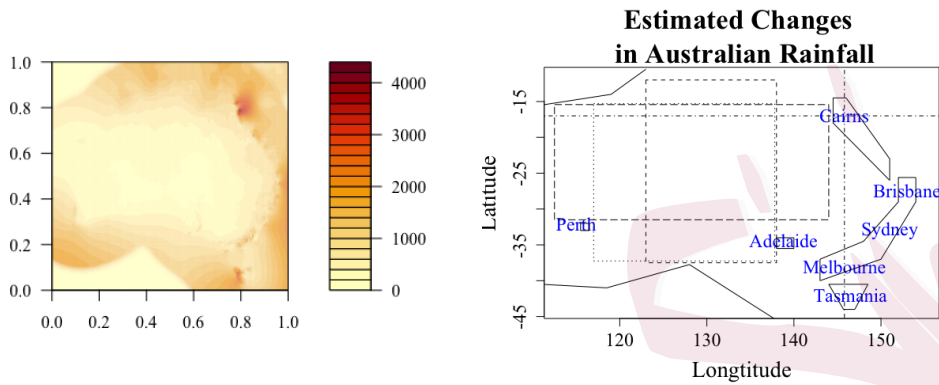 Estimated Changes
in Australian Rainfall
1.0
0.8
0.6
0.4
0.2
0.0
0.0 0.2 0.4 0.6 0.8 1.0
4000
3000
2000
1000
0
Lattude
-15
-25
-35
-45
Cairns
Brisbane
Perth
Adelaide
Sydney
Melbourne
Tasmania
120 130 140 150
Longtitude